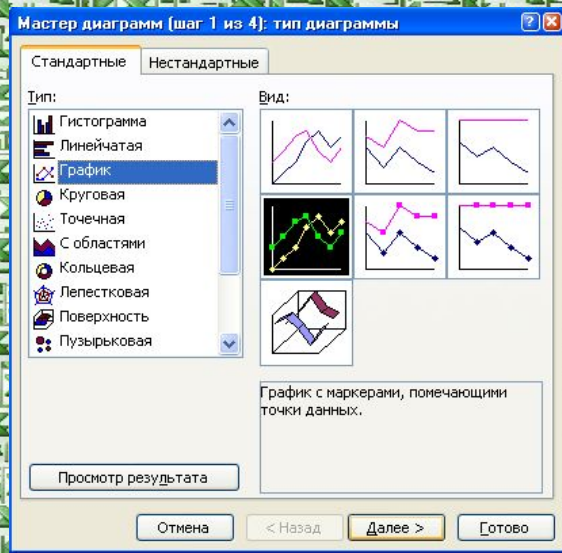 Мастер диаграмм (шаг 1 из 4): тип диаграммы
Стандартные
Нестандартные
Тип:
Гистограмма
Линейчатая
График
Круговая
Точечная
С областями
Кольцевая
Лепестковая
Поверхность
Пузырьковая
Вид:
График с маркерами, помечающими
точки данных.
Просмотр результата
Отмена
< Назад
Далее >
Готово